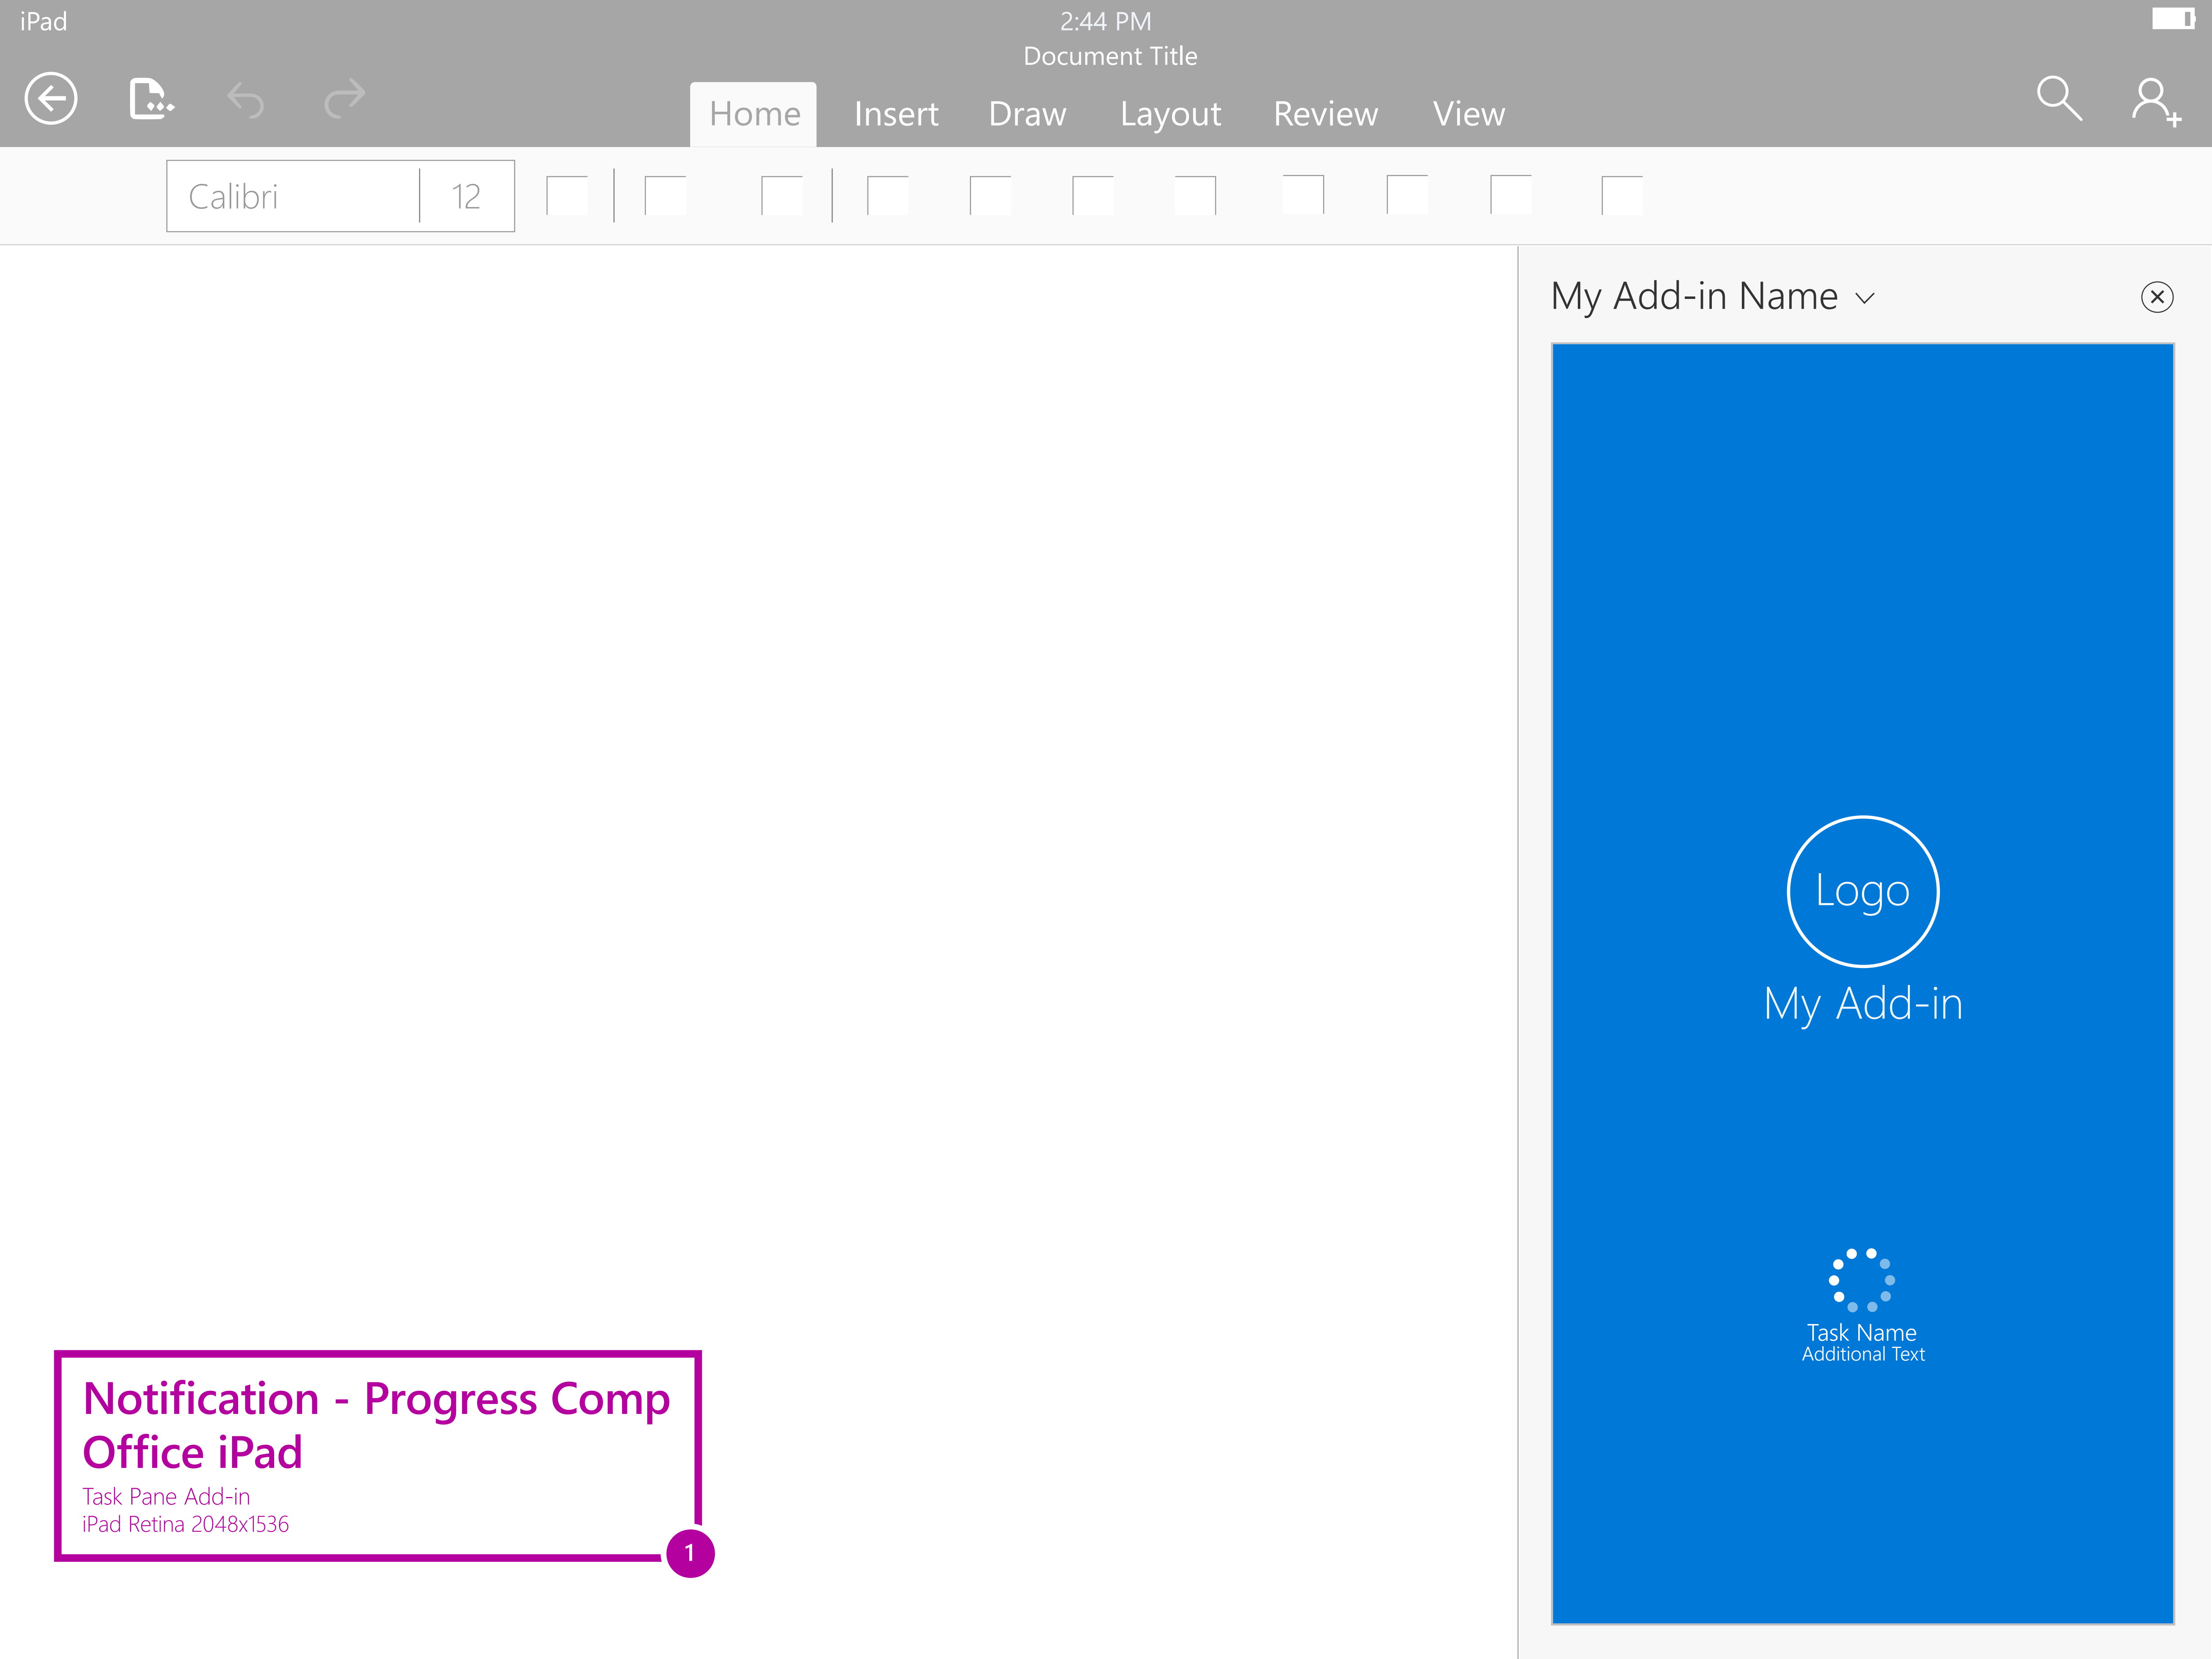 iPad
2:44 PM
Document Title
Home Insert Draw Layout Review View
Calibri 12
My Add-in Name
Logo
My Add-in
Task Name
Additional Text
Notification - Progress Comp
Office iPad
Task Pane Add-in
iPad Retina 2048x1536
1